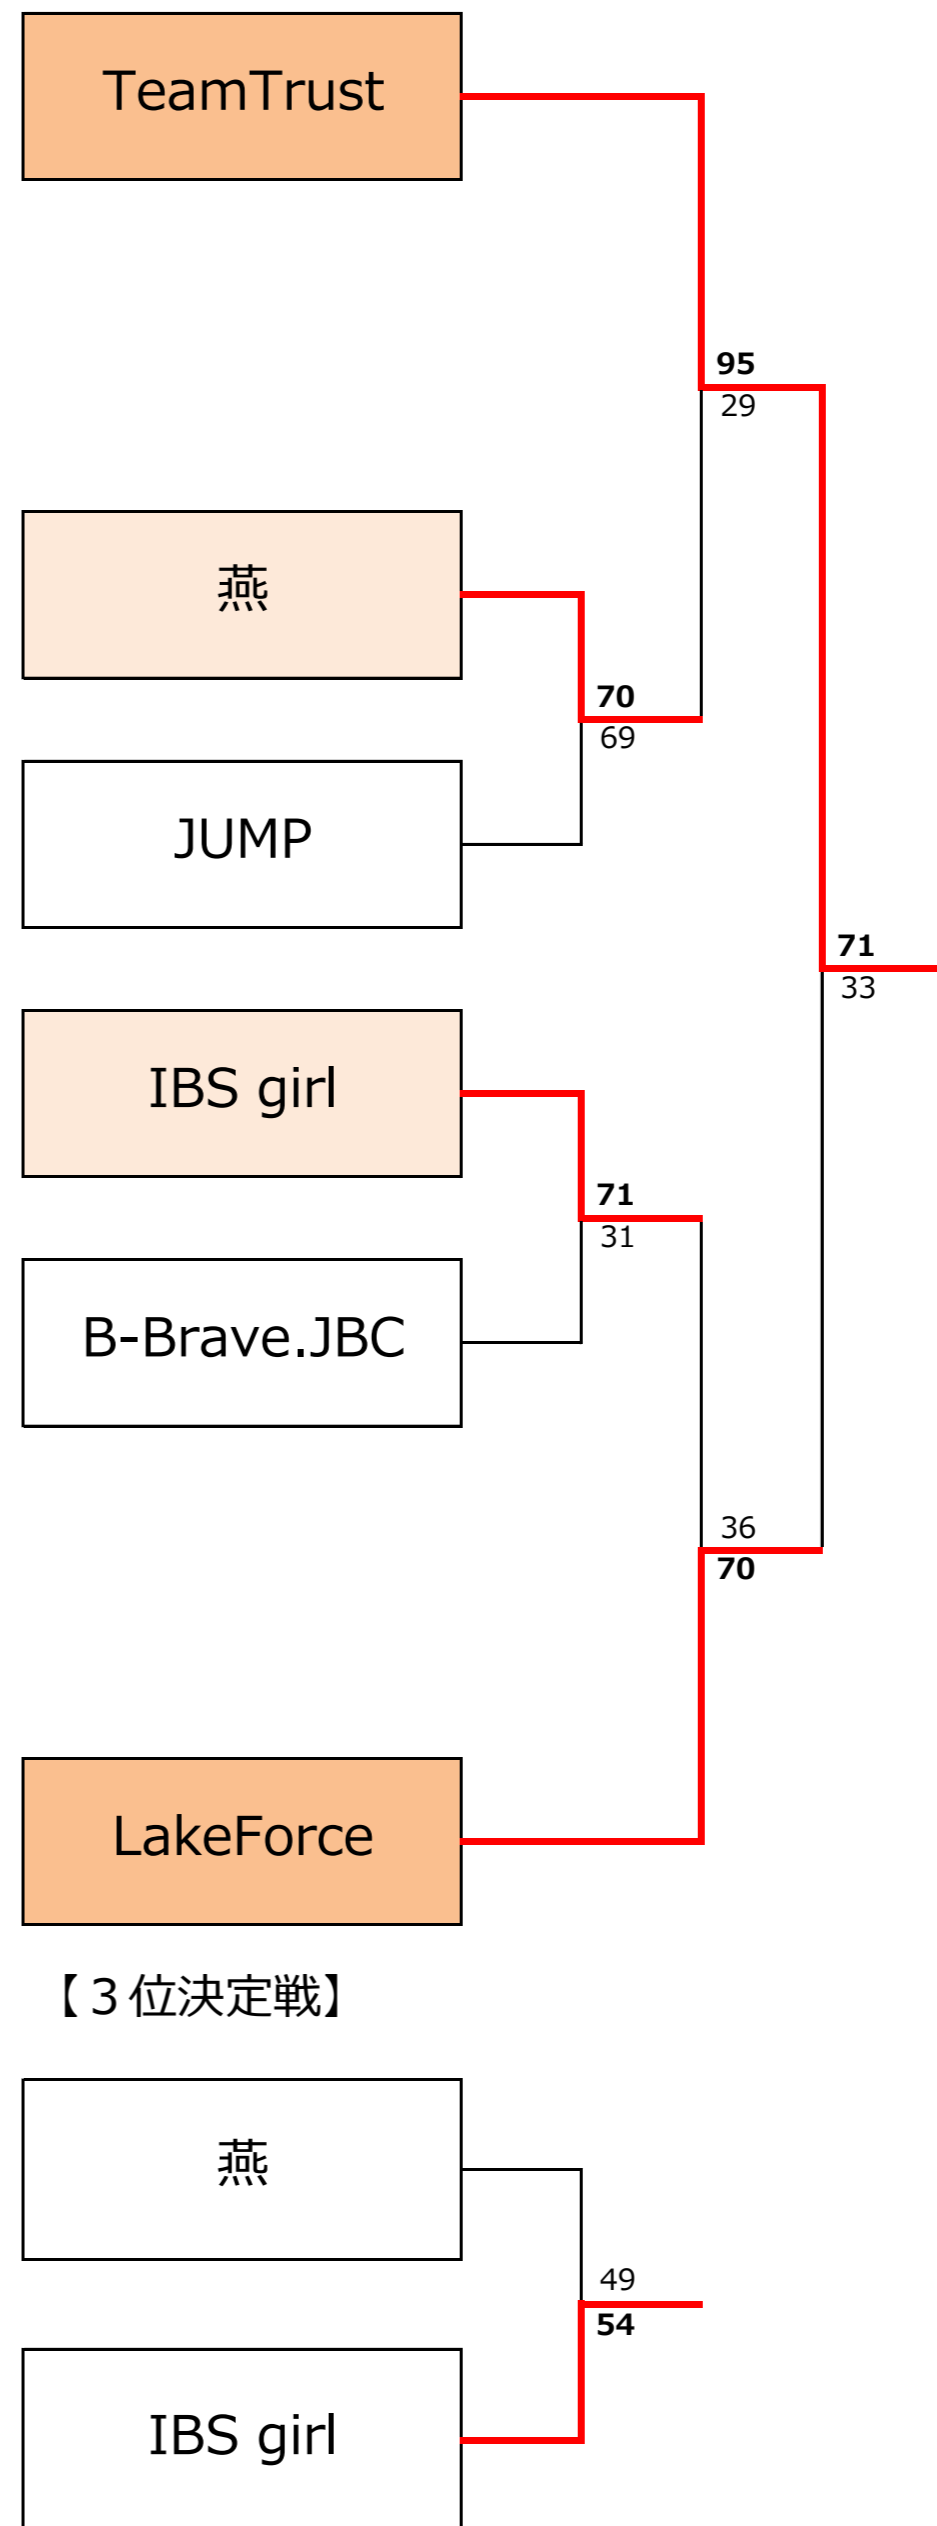 TeamTrust
95
29
燕
70
69
JUMP
71
33
IBS girl
71
31
B-Brave.JBC
36
70
LakeForce
【３位決定戦】
燕
49
54
IBS girl